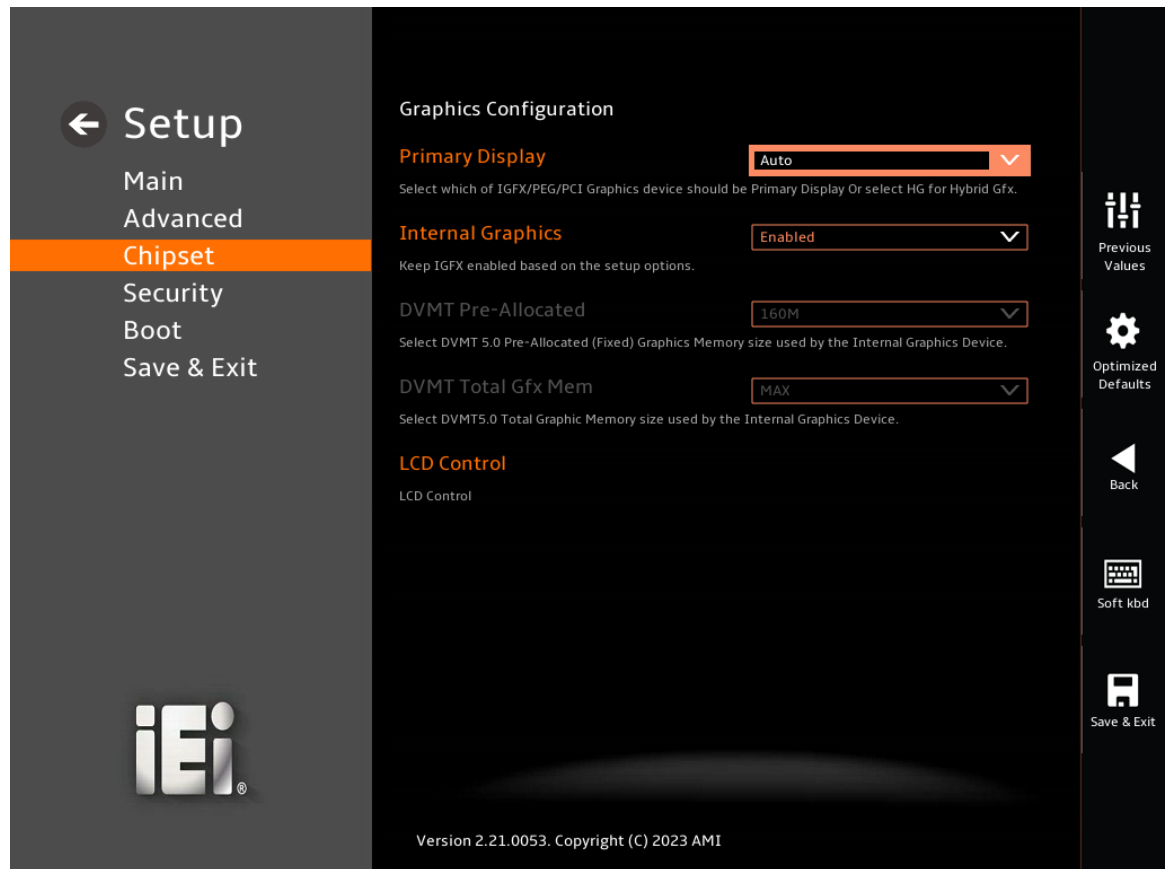 Setup
Main
Advanced
Chipset
Security
Boot
Save & Exit
iEi®
Graphics Configuration
Primary Display
Auto
Select which of IGFX/PEG/PCI Graphics device should be Primary Display Or select HG for Hybrid Gfx.
Internal Graphics
Enabled
Keep IGFX enabled based on the setup options.
DVMT Pre-Allocated
160M
Select DVMT 5.0 Pre-Allocated (Fixed) Graphics Memory size used by the Internal Graphics Device.
DVMT Total Gfx Mem
MAX
Select DVMT5.0 Total Graphic Memory size used by the Internal Graphics Device.
LCD Control
LCD Control
Version 2.21.0053. Copyright (C) 2023 AMI
Previous
Values
Optimized
Defaults
Back
Soft kbd
Save & Exit